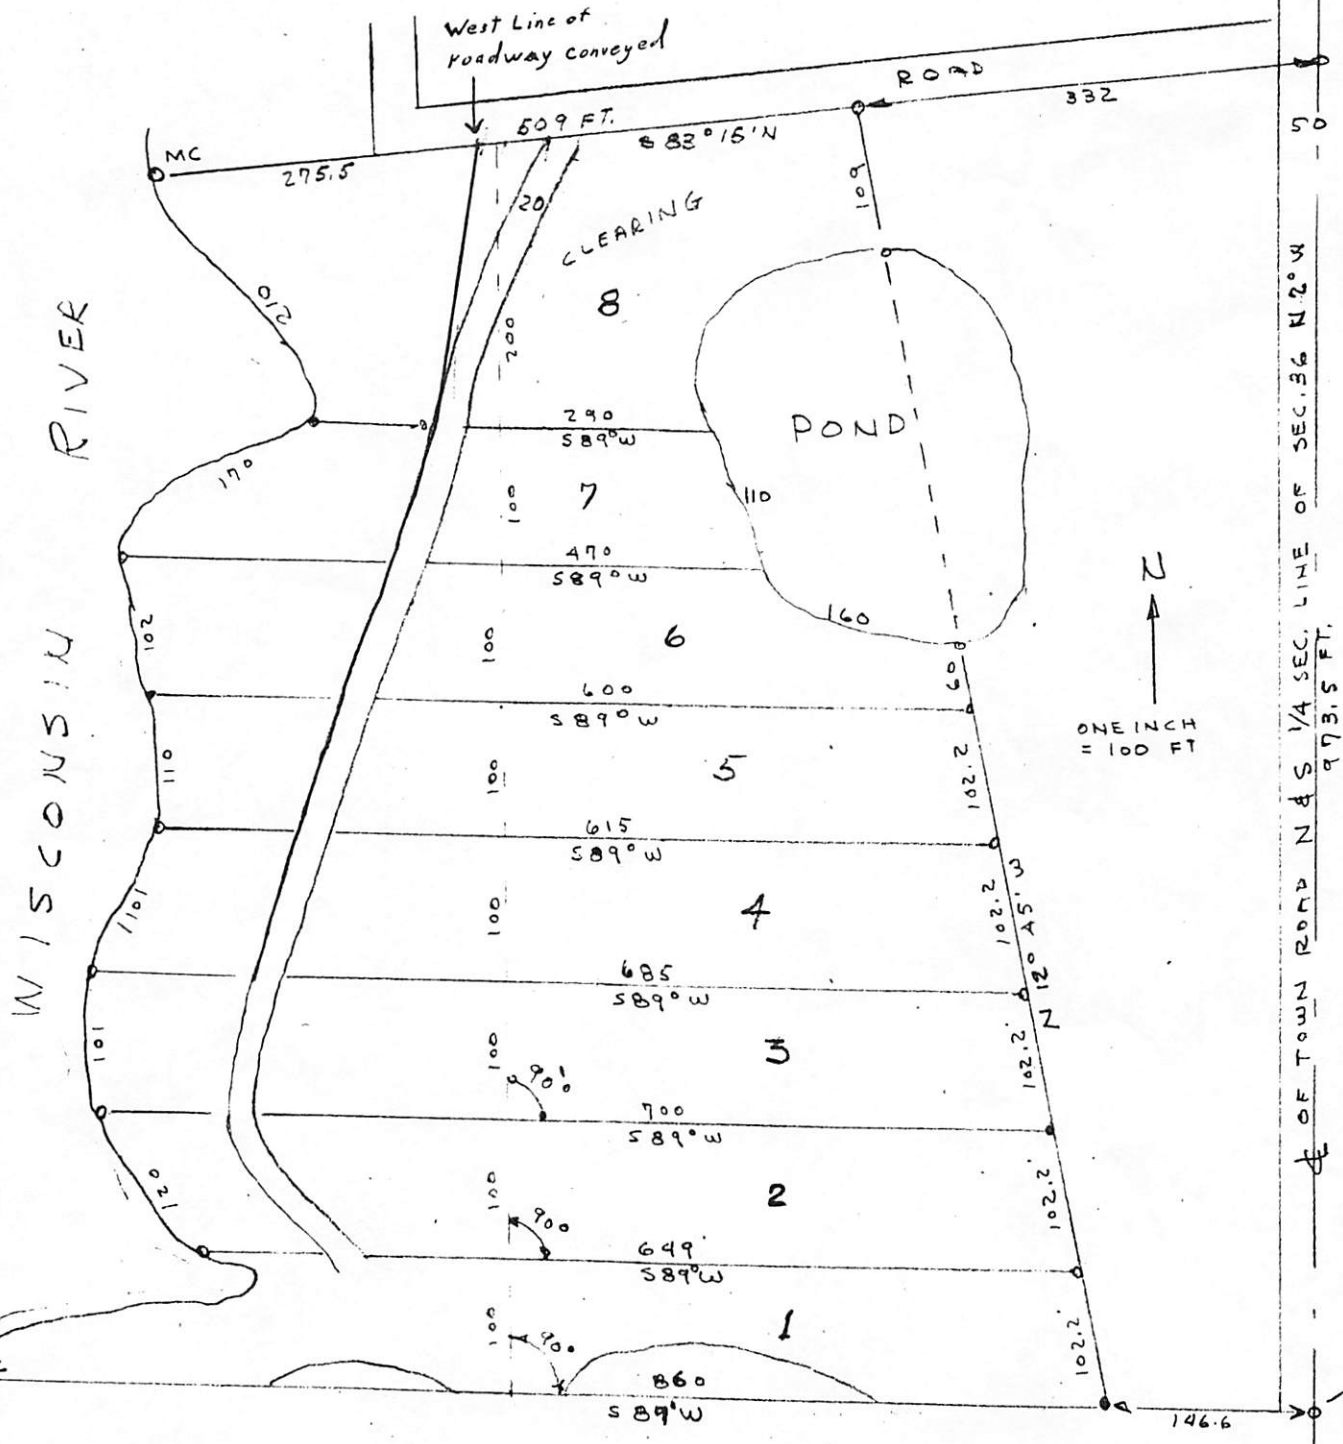 West Line of
roadway conveyed
ROAD
332
509 FT.
S 83° 15' N
MC
275.5
50
109
20
CLEARING
210
8
200
WISCONSIN RIVER
290
S 89° W
POND
170
7
100
110
470
S 89° W
N
102
100
6
160
60
600
S 89° W
ONE INCH
= 100 FT
110
100
5
102.2
615
S 89° W
1101
100
4
102.2
N 12° 45' W
685
S 89° W
101
100
3
102.2'
90°
700
S 89° W
120
100
2
102.2'
90°
649
S 89° W
100
1
102.2'
90°
860
S 89° W
146.6
℄ OF TOWN ROAD N & S 1/4 SEC. LINE OF SEC. 36 N. 2° W
973.5 FT.